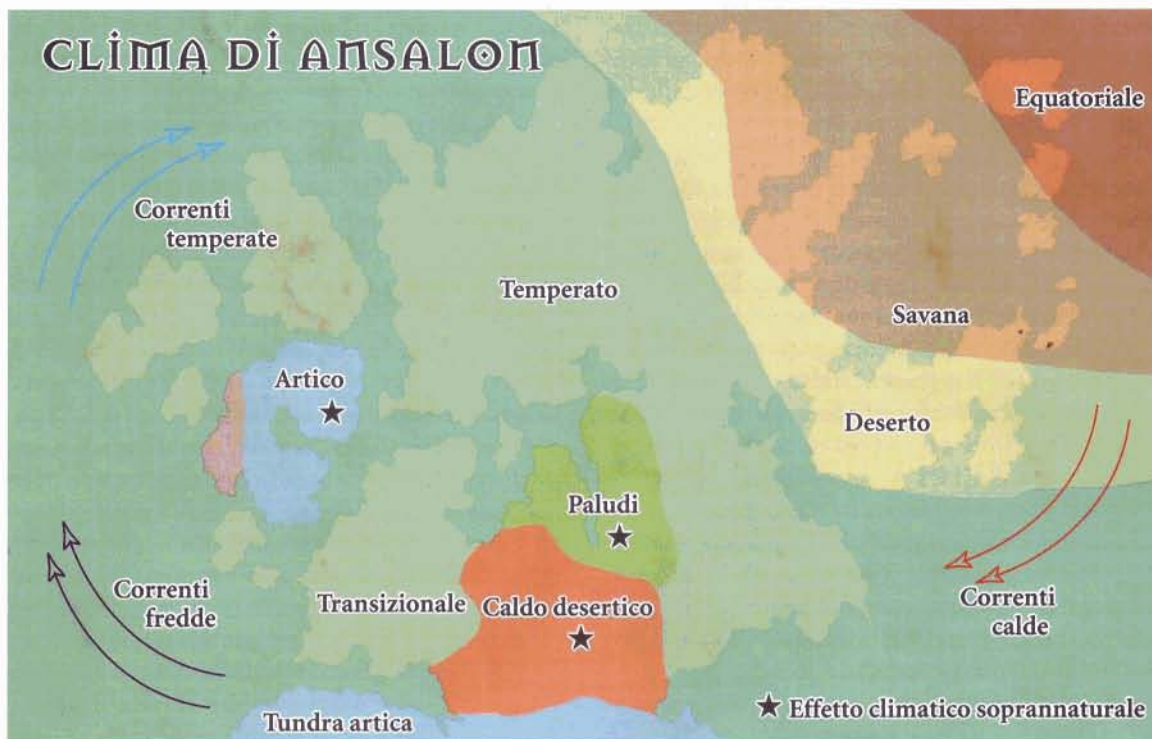 CLIMA DI ANSALON
Equatoriale
Correnti
temperate
Temperato
Savana
Artico
Deserto
Paludi
Correnti
fredde
Transizionale
Caldo desertico
Correnti
calde
Tundra artica
Effetto climatico soprannaturale